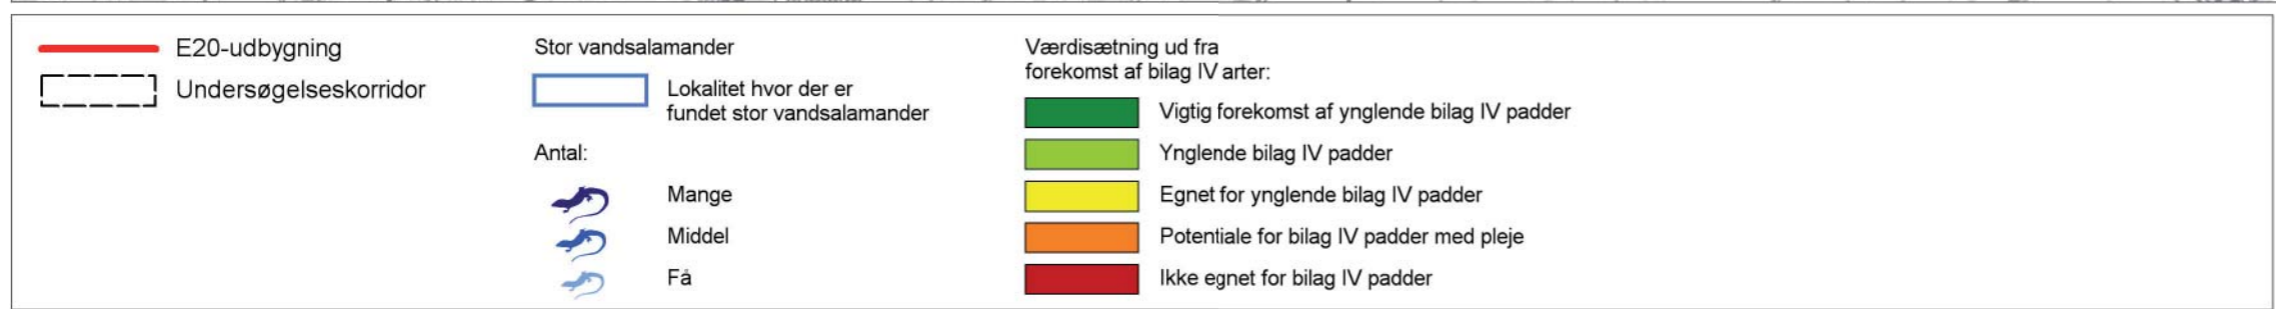 E20-udbygning
Undersøgelseskorridor
Stor vandsalamander
Lokalitet hvor der er
fundet stor vandsalamander
Antal:
Mange
Middel
Få
Værdisætning ud fra
forekomst af bilag IV arter:
Vigtig forekomst af ynglende bilag IV padder
Ynglende bilag IV padder
Egnet for ynglende bilag IV padder
Potentiale for bilag IV padder med pleje
Ikke egnet for bilag IV padder